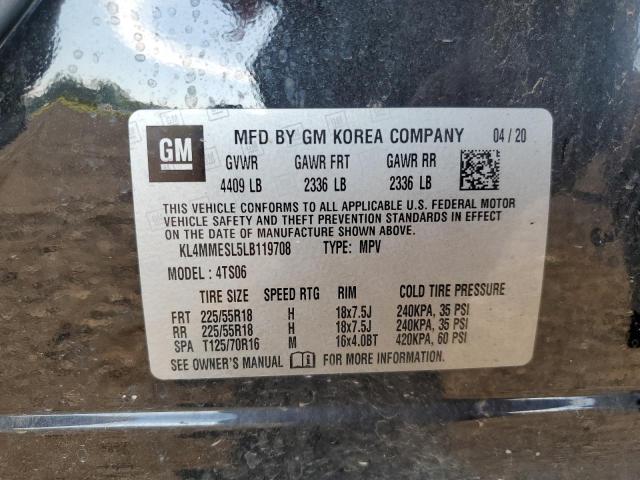 GM MFD BY GM KOREA COMPANY 04 / 20
GVWR GAWR FRT GAWR RR
4409 LB 2336 LB 2336 LB
THIS VEHICLE CONFORMS TO ALL APPLICABLE U.S. FEDERAL MOTOR
VEHICLE SAFETY AND THEFT PREVENTION STANDARDS IN EFFECT
ON THE DATE OF MANUFACTURE SHOWN ABOVE.
KL4MMESL5LB119708 TYPE: MPV
MODEL : 4TS06
TIRE SIZE SPEED RTG RIM COLD TIRE PRESSURE
FRT 225/55R18 H 18x7.5J 240KPA, 35 PSI
RR 225/55R18 H 18x7.5J 240KPA, 35 PSI
SPA T125/70R16 M 16x4.0BT 420KPA, 60 PSI
SEE OWNER'S MANUAL FOR MORE INFORMATION.